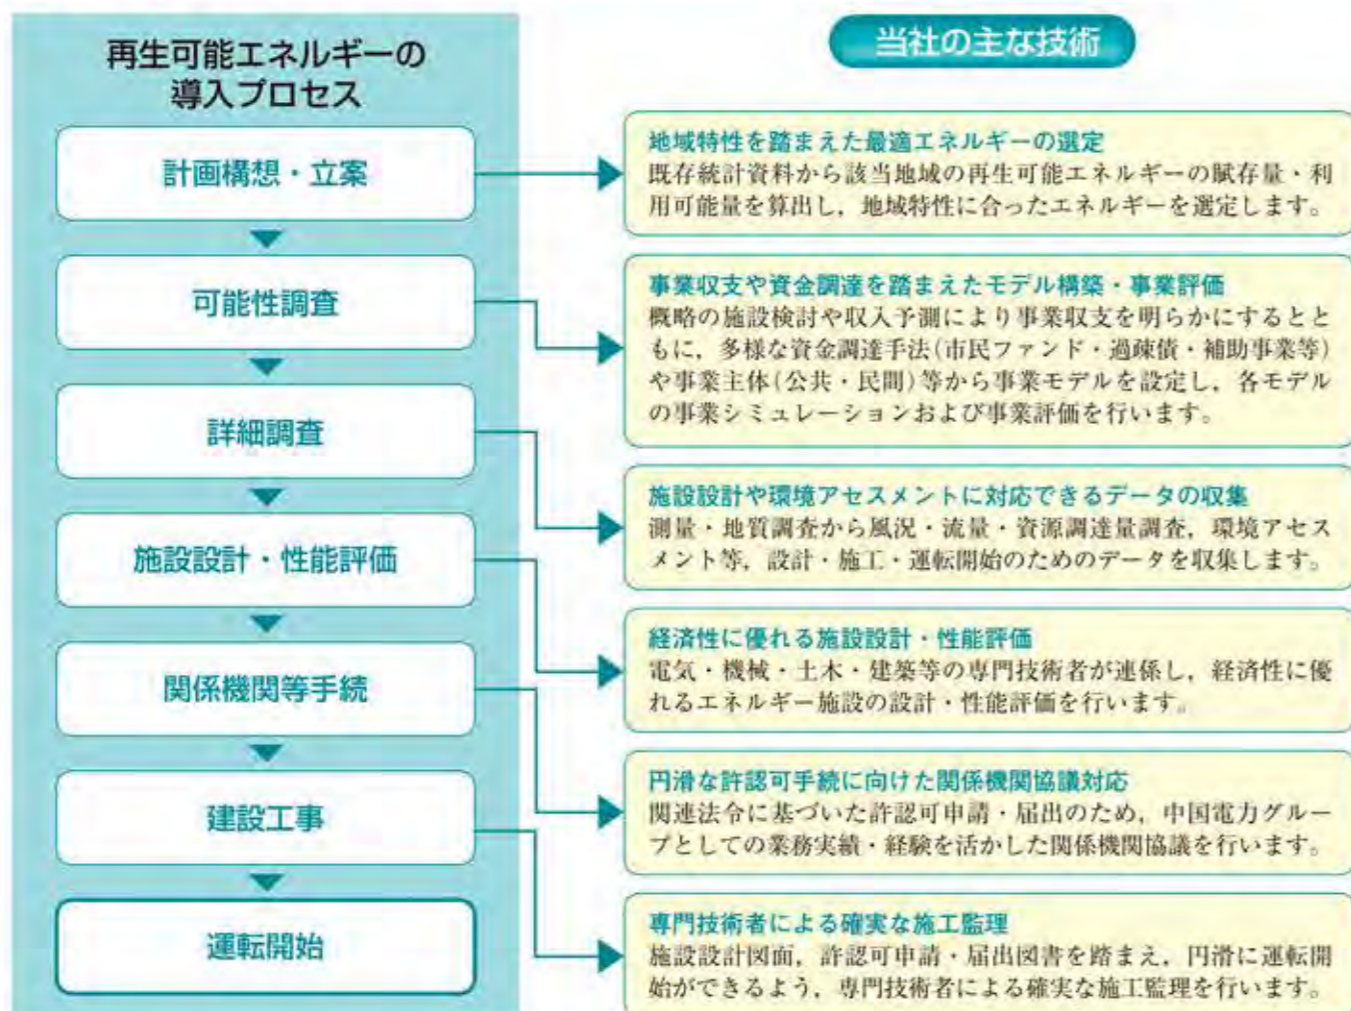 再生可能エネルギーの
導入プロセス
計画構想・立案
可能性調査
詳細調査
施設設計・性能評価
関係機関等手続
建設工事
運転開始
当社の主な技術
地域特性を踏まえた最適エネルギーの選定
既存統計資料から該当地域の再生可能エネルギーの賦存量・利
用可能量を算出し，地域特性に合ったエネルギーを選定します。
事業収支や資金調達を踏まえたモデル構築・事業評価
概略の施設検討や収入予測により事業収支を明らかにするとと
もに，多様な資金調達手法(市民ファンド・過疎債・補助事業等)
や事業主体(公共・民間)等から事業モデルを設定し，各モデル
の事業シミュレーションおよび事業評価を行います。
施設設計や環境アセスメントに対応できるデータの収集
測量・地質調査から風況・流量・資源調達量調査，環境アセス
メント等，設計・施工・運転開始のためのデータを収集します。
経済性に優れる施設設計・性能評価
電気・機械・土木・建築等の専門技術者が連係し，経済性に優
れるエネルギー施設の設計・性能評価を行います。
円滑な許認可手続に向けた関係機関協議対応
関連法令に基づいた許認可申請・届出のため，中国電力グルー
プとしての業務実績・経験を活かした関係機関協議を行います。
専門技術者による確実な施工監理
施設設計図面，許認可申請・届出図書を踏まえ，円滑に運転開
始ができるよう，専門技術者による確実な施工監理を行います。